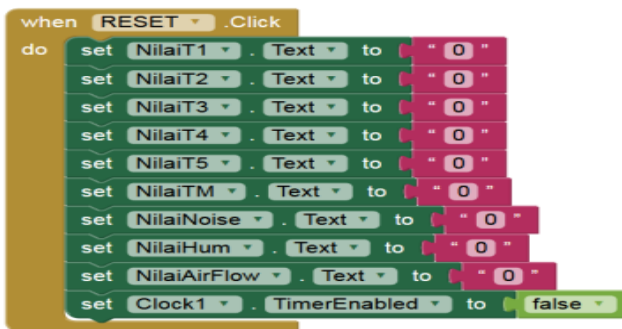 when RESET .Click
do set NilaiT1 . Text to " 0 "
set NilaiT2 . Text to " 0 "
set NilaiT3 . Text to " 0 "
set NilaiT4 . Text to " 0 "
set NilaiT5 . Text to " 0 "
set NilaiTM . Text to " 0 "
set NilaiNoise . Text to " 0 "
set NilaiHum . Text to " 0 "
set NilaiAirFlow . Text to " 0 "
set Clock1 . TimerEnabled to false